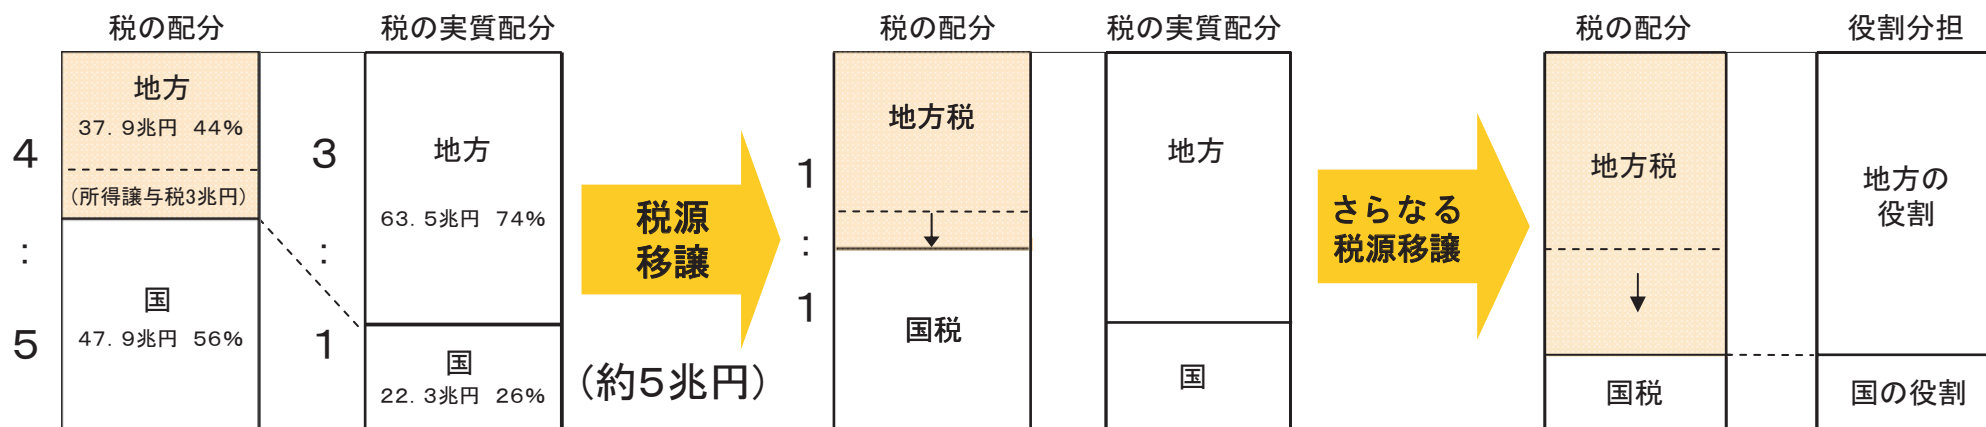 税の配分
税の実質配分
4
:
5
地方
37.9兆円 44%
(所得譲与税3兆円)
国
47.9兆円 56%
3
:
1
地方
63.5兆円 74%
国
22.3兆円 26%
税源
移譲
(約5兆円)
税の配分
税の実質配分
1
:
1
地方税
国税
地方
国
さらなる
税源移譲
税の配分
役割分担
地方税
国税
地方の
役割
国の役割